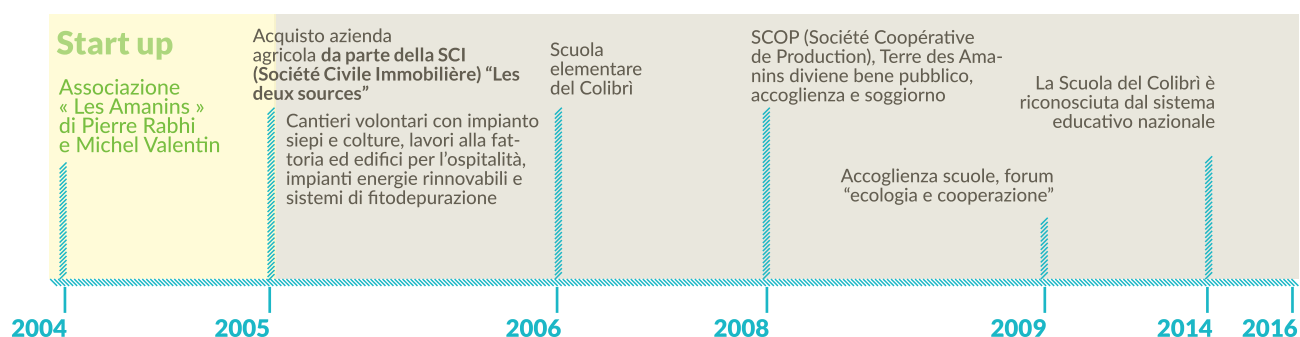 Start up
Associazione
« Les Amanins »
di Pierre Rabhi
e Michel Valentin
Acquisto azienda
agricola da parte della SCI
(Société Civile Immobilière) “Les
deux sources”
Cantieri volontari con impianto
siepi e colture, lavori alla fat-
toria ed edifici per l’ospitalità,
impianti energie rinnovabili e
sistemi di fitodepurazione
Scuola
elementare
del Colibrì
SCOP (Société Coopérative
de Production), Terre des Ama-
nins diviene bene pubblico,
accoglienza e soggiorno
Accoglienza scuole, forum
“ecologia e cooperazione”
La Scuola del Colibrì è
riconosciuta dal sistema
educativo nazionale
2004
2005
2006
2008
2009
2014
2016